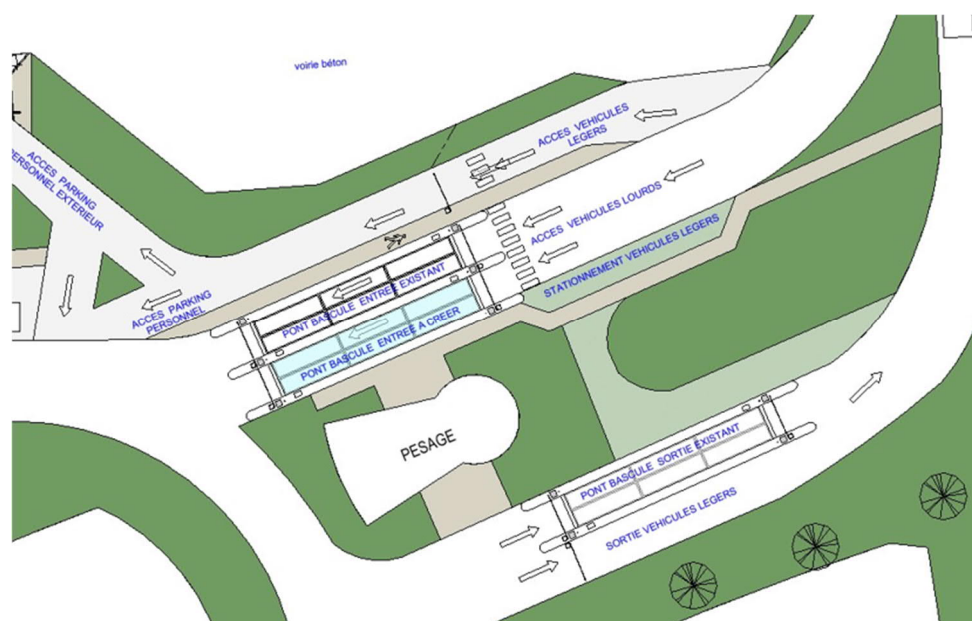 voirie béton
ACCES VEHICULES
LEGERS
ACCES PARKING
PERSONNEL EXTERIEUR
ACCES VEHICULES LOURDS
STATIONNEMENT VEHICULES LEGERS
ACCES PARKING
PERSONNEL
PONT BASCULE ENTREE EXISTANT
PONT BASCULE ENTREE A CREER
PESAGE
PONT BASCULE SORTIE EXISTANT
SORTIE VEHICULES LEGERS